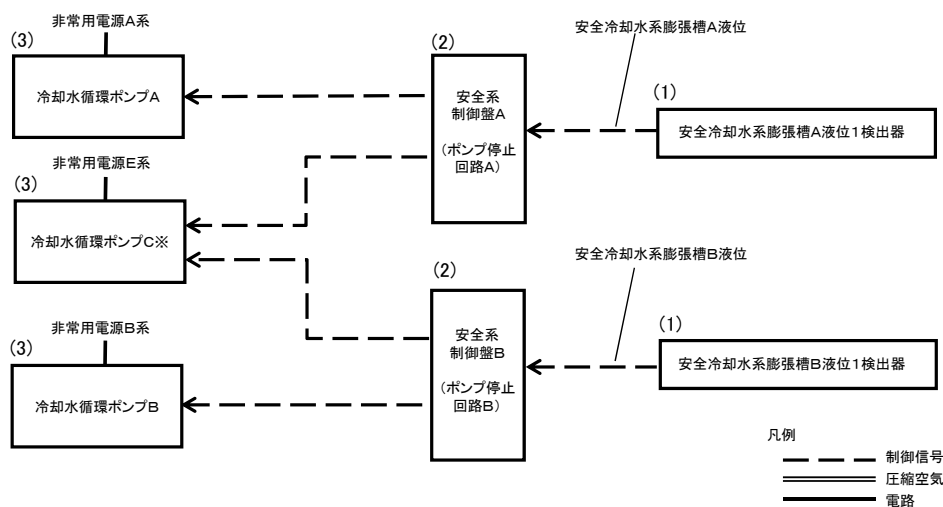 非常用電源A系
(3)
冷却水循環ポンプA
非常用電源E系
(3)
冷却水循環ポンプC※
非常用電源B系
(3)
冷却水循環ポンプB
(2)
安全系
制御盤A
(ポンプ停止
回路A)
(2)
安全系
制御盤B
(ポンプ停止
回路B)
安全冷却水系膨張槽A液位
(1)
安全冷却水系膨張槽A液位1検出器
安全冷却水系膨張槽B液位
(1)
安全冷却水系膨張槽B液位1検出器
凡例
制御信号
圧縮空気
電路